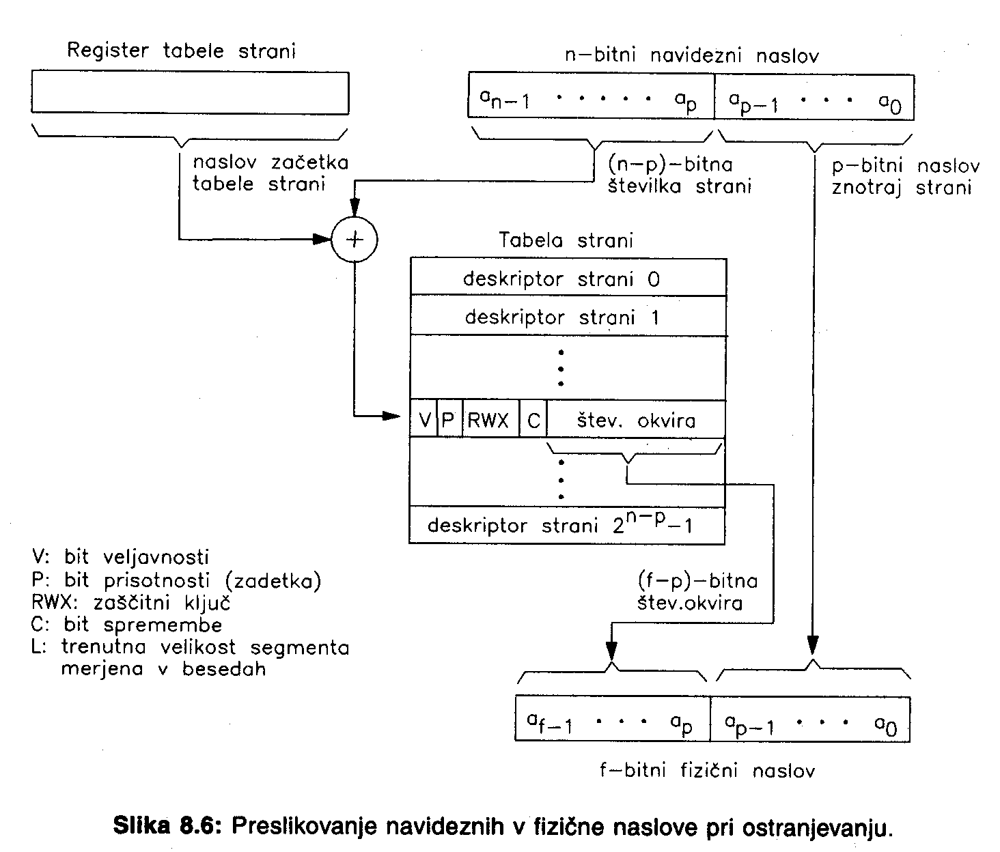 Register tabele strani
n-bitni navidezni naslov
a_{n-1} · · · · · a_p a_{p-1} · · · a_0
naslov začetka
tabele strani
(n-p)-bitna
številka strani
p-bitni naslov
znotraj strani
+
Tabela strani
deskriptor strani 0
deskriptor strani 1
V P RWX C štev. okvira
deskriptor strani 2^{n-p}-1
V: bit veljavnosti
P: bit prisotnosti (zadetka)
RWX: zaščitni ključ
C: bit spremembe
L: trenutna velikost segmenta
merjena v besedah
(f-p)-bitna
štev.okvira
a_{f-1} · · · a_p a_{p-1} · · · a_0
f-bitni fizični naslov
Slika 8.6: Preslikovanje navideznih v fizične naslove pri ostranjevanju.